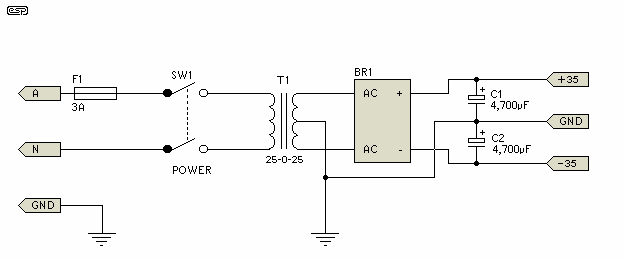 esp
F1
SW1
T1
BR1
A
3A
AC +
+35
+
C1
4,700µF
GND
+
C2
4,700µF
N
AC -
-35
25-0-25
POWER
GND